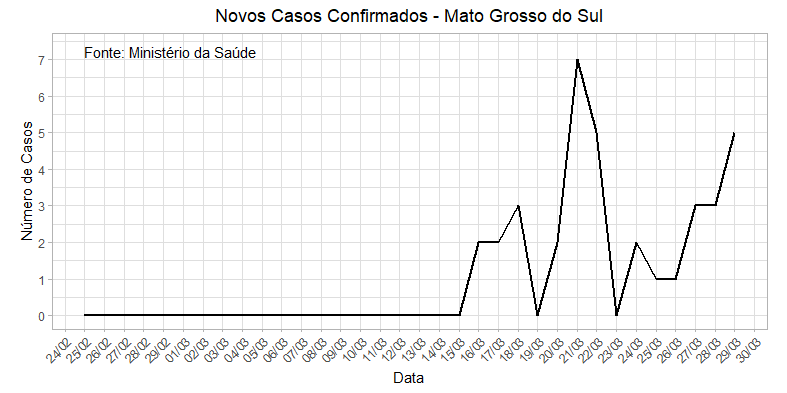 Novos Casos Confirmados - Mato Grosso do Sul
Fonte: Ministério da Saúde
Número de Casos
7
6
5
4
3
2
1
0
24/02 25/02 26/02 27/02 28/02 29/02 01/03 02/03 03/03 04/03 05/03 06/03 07/03 08/03 09/03 10/03 11/03 12/03 13/03 14/03 15/03 16/03 17/03 18/03 19/03 20/03 21/03 22/03 23/03 24/03 25/03 26/03 27/03 28/03 29/03 30/03
Data